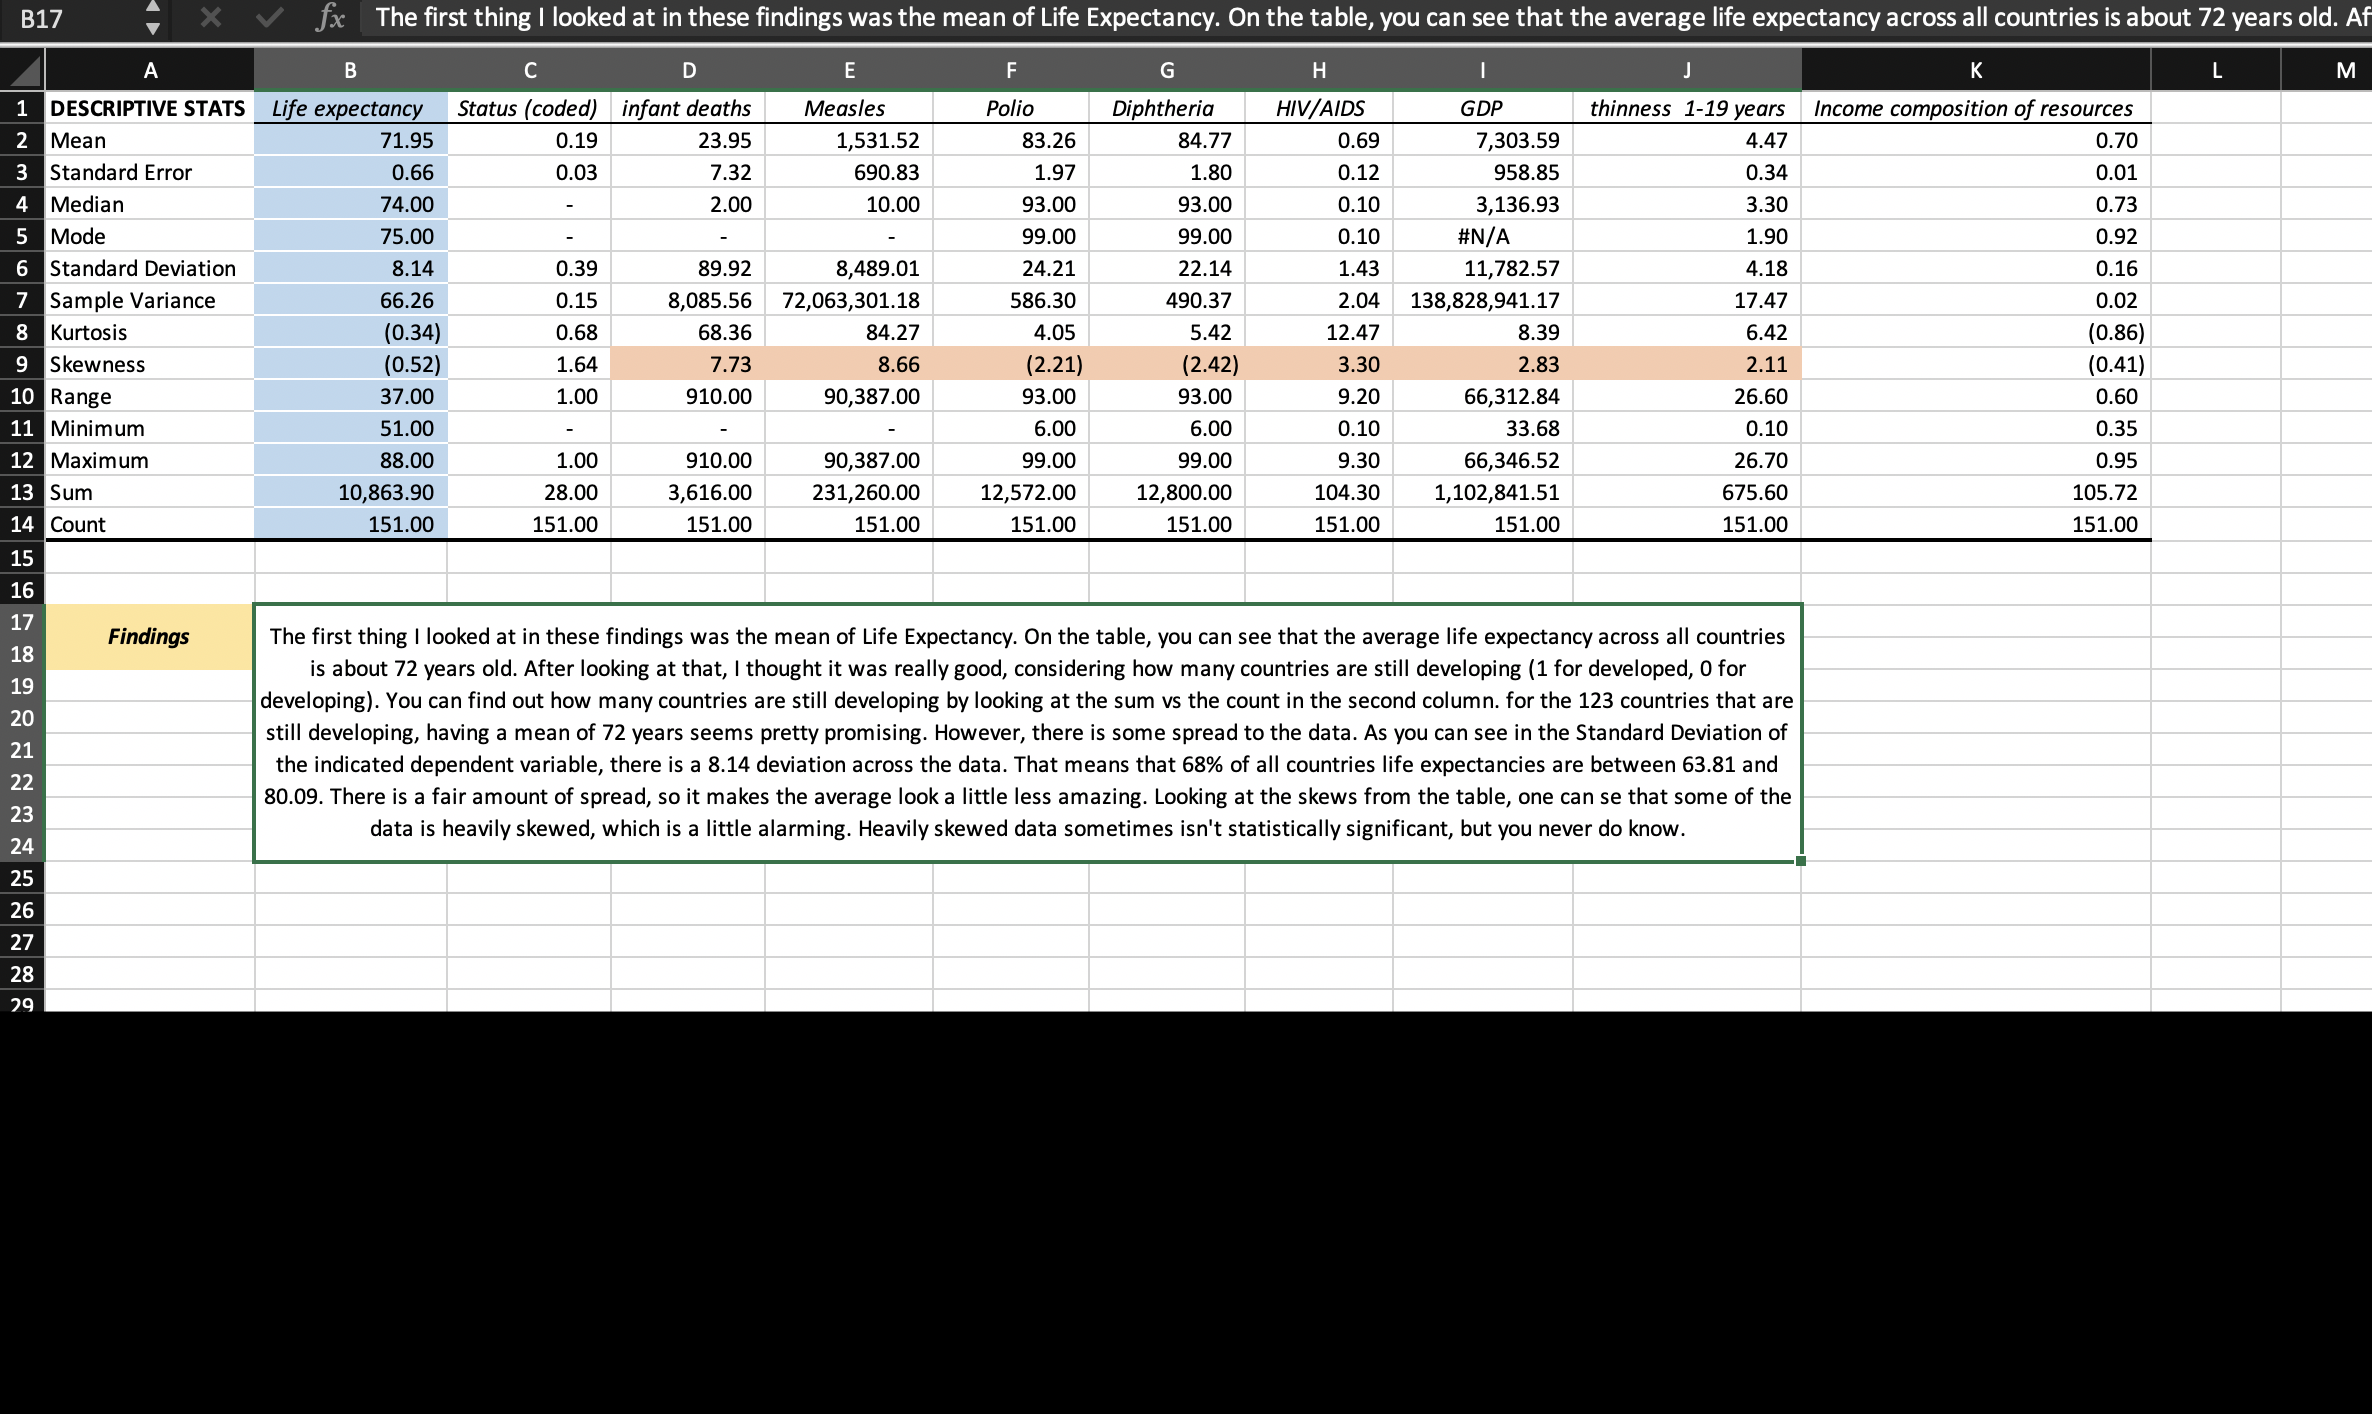 B17 fx The first thing I looked at in these findings was the mean of Life Expectancy. On the table, you can see that the average life expectancy across all countries is about 72 years old. Af
A B C D E F G H I J K L M
1 DESCRIPTIVE STATS Life expectancy Status (coded) infant deaths Measles Polio Diphtheria HIV/AIDS GDP thinness 1-19 years Income composition of resources
2 Mean 71.95 0.19 23.95 1,531.52 83.26 84.77 0.69 7,303.59 4.47 0.70
3 Standard Error 0.66 0.03 7.32 690.83 1.97 1.80 0.12 958.85 0.34 0.01
4 Median 74.00 - 2.00 10.00 93.00 93.00 0.10 3,136.93 3.30 0.73
5 Mode 75.00 - - - 99.00 99.00 0.10 #N/A 1.90 0.92
6 Standard Deviation 8.14 0.39 89.92 8,489.01 24.21 22.14 1.43 11,782.57 4.18 0.16
7 Sample Variance 66.26 0.15 8,085.56 72,063,301.18 586.30 490.37 2.04 138,828,941.17 17.47 0.02
8 Kurtosis (0.34) 0.68 68.36 84.27 4.05 5.42 12.47 8.39 6.42 (0.86)
9 Skewness (0.52) 1.64 7.73 8.66 (2.21) (2.42) 3.30 2.83 2.11 (0.41)
10 Range 37.00 1.00 910.00 90,387.00 93.00 93.00 9.20 66,312.84 26.60 0.60
11 Minimum 51.00 - - - 6.00 6.00 0.10 33.68 0.10 0.35
12 Maximum 88.00 1.00 910.00 90,387.00 99.00 99.00 9.30 66,346.52 26.70 0.95
13 Sum 10,863.90 28.00 3,616.00 231,260.00 12,572.00 12,800.00 104.30 1,102,841.51 675.60 105.72
14 Count 151.00 151.00 151.00 151.00 151.00 151.00 151.00 151.00 151.00 151.00
15
16
17
18
19
20
21
22
23
24
25
26
27
28
29
Findings
The first thing I looked at in these findings was the mean of Life Expectancy. On the table, you can see that the average life expectancy across all countries
is about 72 years old. After looking at that, I thought it was really good, considering how many countries are still developing (1 for developed, 0 for
developing). You can find out how many countries are still developing by looking at the sum vs the count in the second column. for the 123 countries that are
still developing, having a mean of 72 years seems pretty promising. However, there is some spread to the data. As you can see in the Standard Deviation of
the indicated dependent variable, there is a 8.14 deviation across the data. That means that 68% of all countries life expectancies are between 63.81 and
80.09. There is a fair amount of spread, so it makes the average look a little less amazing. Looking at the skews from the table, one can se that some of the
data is heavily skewed, which is a little alarming. Heavily skewed data sometimes isn't statistically significant, but you never do know.